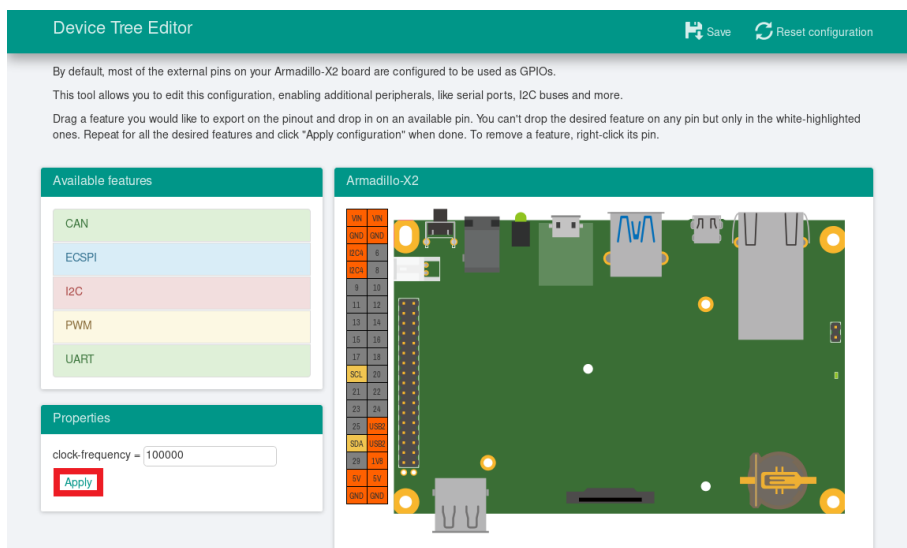 Device Tree Editor
Save
Reset configuration
By default, most of the external pins on your Armadillo-X2 board are configured to be used as GPIOs.
This tool allows you to edit this configuration, enabling additional peripherals, like serial ports, I2C buses and more.
Drag a feature you would like to export on the pinout and drop in on an available pin. You can't drop the desired feature on any pin but only in the white-highlighted
ones. Repeat for all the desired features and click "Apply configuration" when done. To remove a feature, right-click its pin.
Available features
CAN
ECSPI
I2C
PWM
UART
Properties
clock-frequency = 100000
Apply
Armadillo-X2
VIN VIN
GND GND
I2C4 6
I2C4 8
9 10
11 12
13 14
15 16
17 18
SCL 20
21 22
23 24
25 USB2
SDA USB2
29 1V8
5V 5V
GND GND